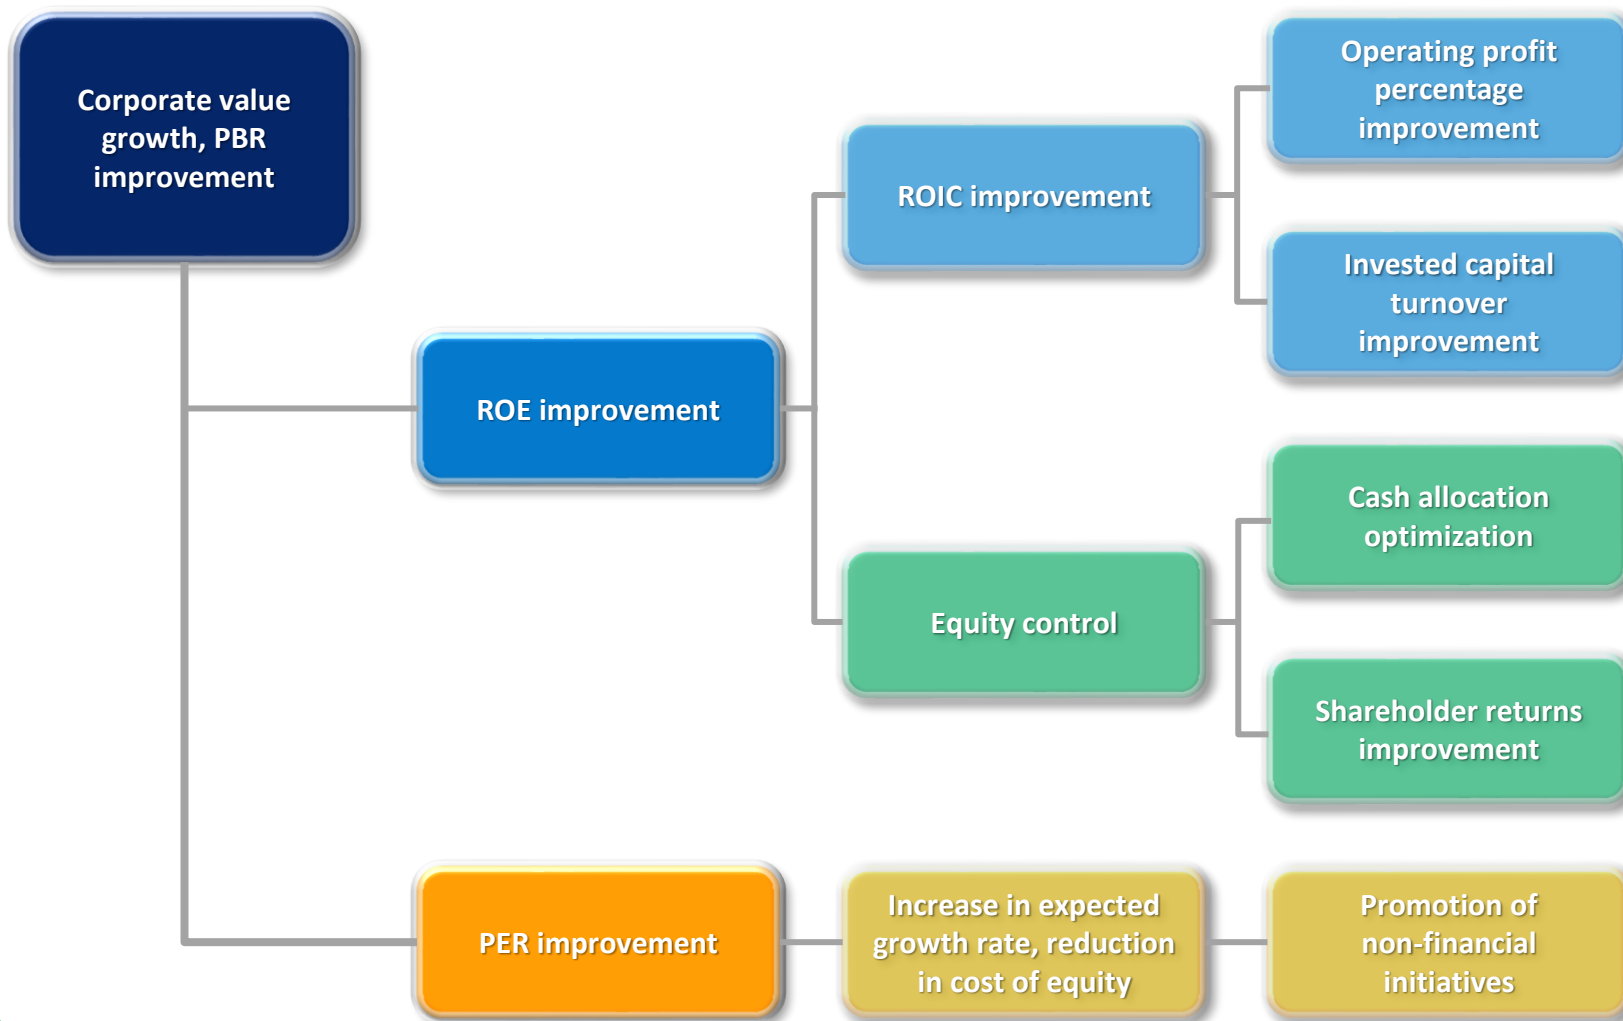 Corporate value
growth, PBR
improvement
ROE improvement
ROIC improvement
Operating profit
percentage
improvement
Invested capital
turnover
improvement
Equity control
Cash allocation
optimization
Shareholder returns
improvement
PER improvement
Increase in expected
growth rate, reduction
in cost of equity
Promotion of
non-financial
initiatives